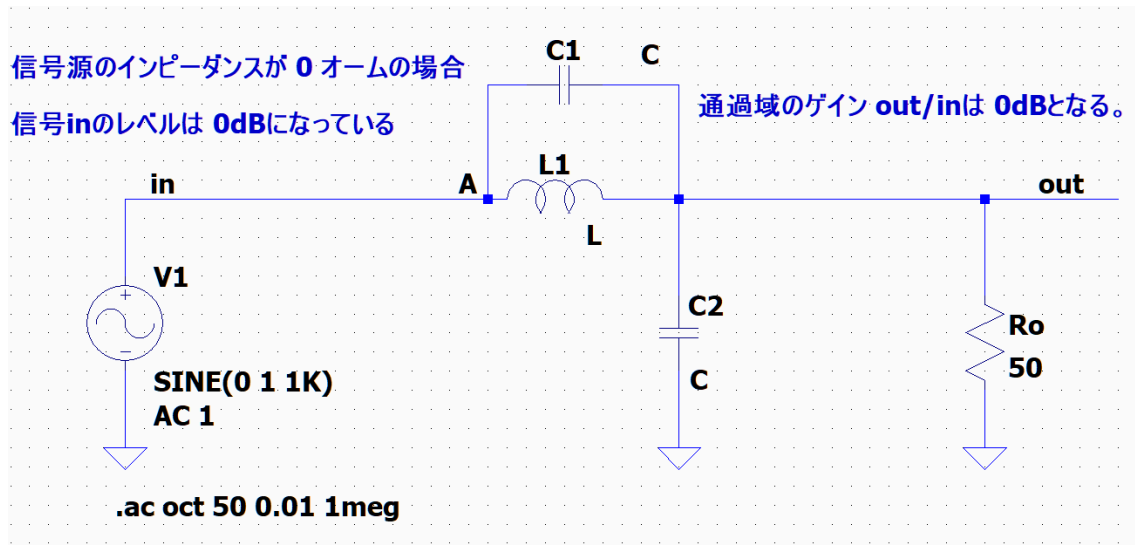 信号源のインピーダンスが 0 オームの場合
信号inのレベルは 0dBになっている
C1
C
通過域のゲイン out/inは 0dBとなる。
in
A
L1
L
out
V1
+
−
SINE(0 1 1K)
AC 1
C2
C
Ro
50
.ac oct 50 0.01 1meg